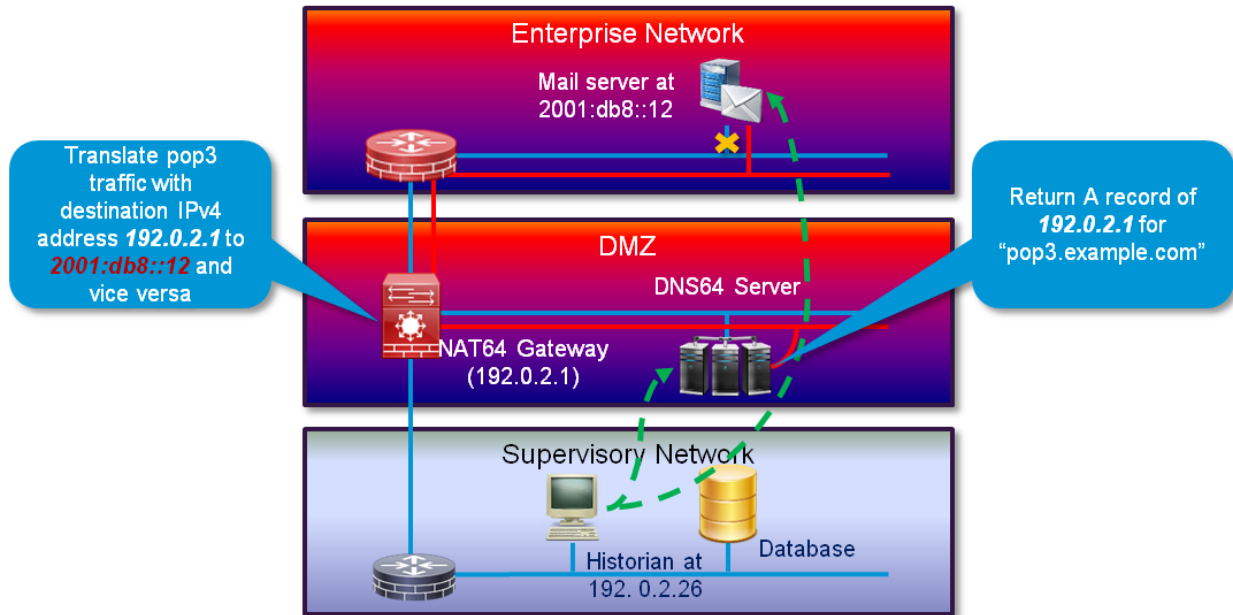 Enterprise Network
Mail server at
2001:db8::12
Translate pop3
traffic with
destination IPv4
address 192.0.2.1 to
2001:db8::12 and
vice versa
Return A record of
192.0.2.1 for
“pop3.example.com”
DMZ
DNS64 Server
NAT64 Gateway
(192.0.2.1)
Supervisory Network
Database
Historian at
192. 0.2.26